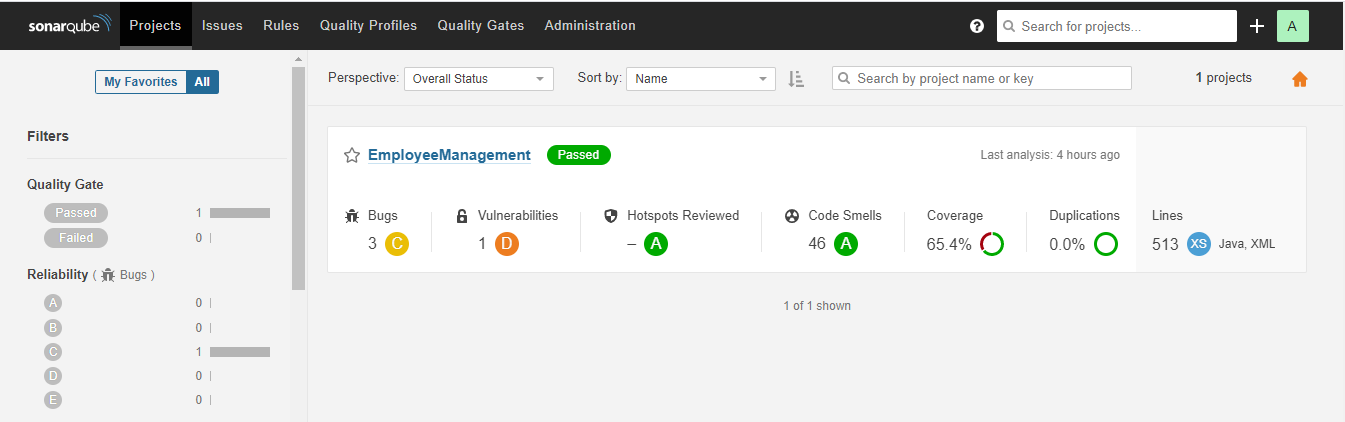 sonarqube Projects Issues Rules Quality Profiles Quality Gates Administration ? Search for projects... A
My Favorites All
Perspective: Overall Status Sort by: Name Search by project name or key 1 projects
Filters
Quality Gate
Passed 1
Failed 0
Reliability ( Bugs )
A 0
B 0
C 1
D 0
E 0
EmployeeManagement Passed Last analysis: 4 hours ago
Bugs Vulnerabilities Hotspots Reviewed Code Smells Coverage Duplications Lines
3 C 1 D – A 46 A 65.4% 0.0% 513 XS Java, XML
1 of 1 shown